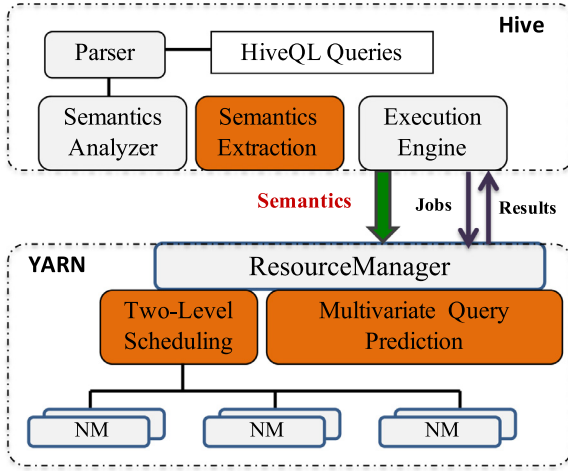 Hive
Parser
HiveQL Queries
Semantics
Analyzer
Semantics
Extraction
Execution
Engine
Semantics
Jobs
Results
YARN
ResourceManager
Two-Level
Scheduling
Multivariate Query
Prediction
NM
NM
NM